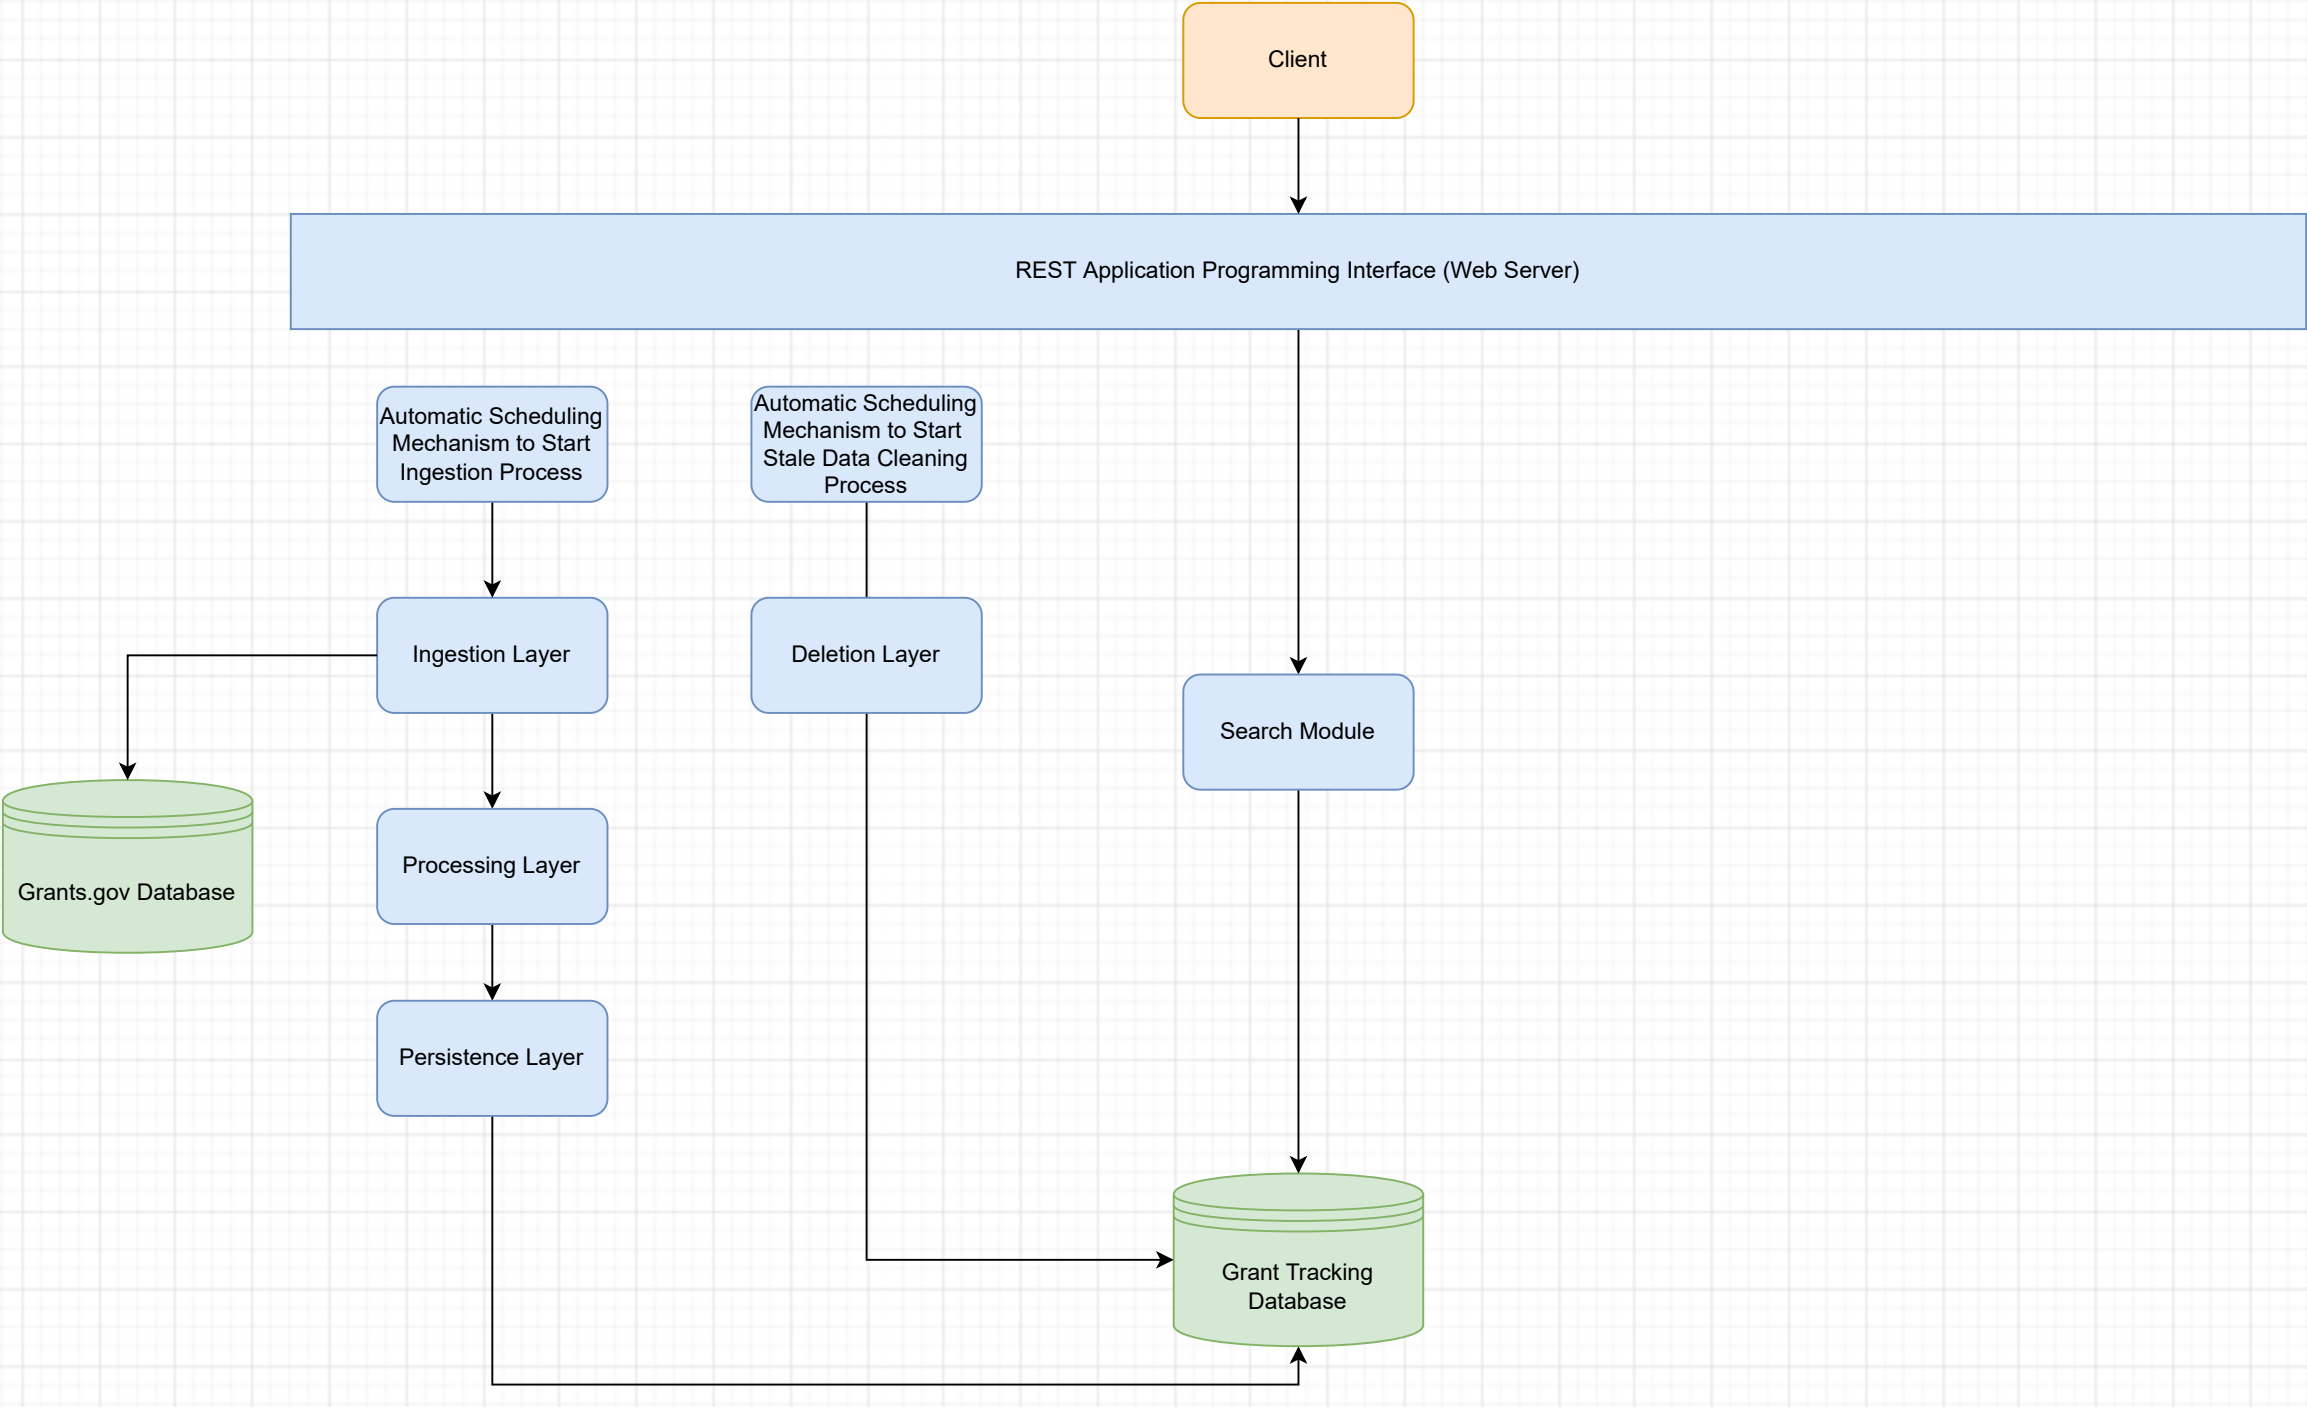 Client
REST Application Programming Interface (Web Server)
Automatic Scheduling
Mechanism to Start
Ingestion Process
Automatic Scheduling
Mechanism to Start
Stale Data Cleaning
Process
Ingestion Layer
Deletion Layer
Search Module
Grants.gov Database
Processing Layer
Persistence Layer
Grant Tracking
Database